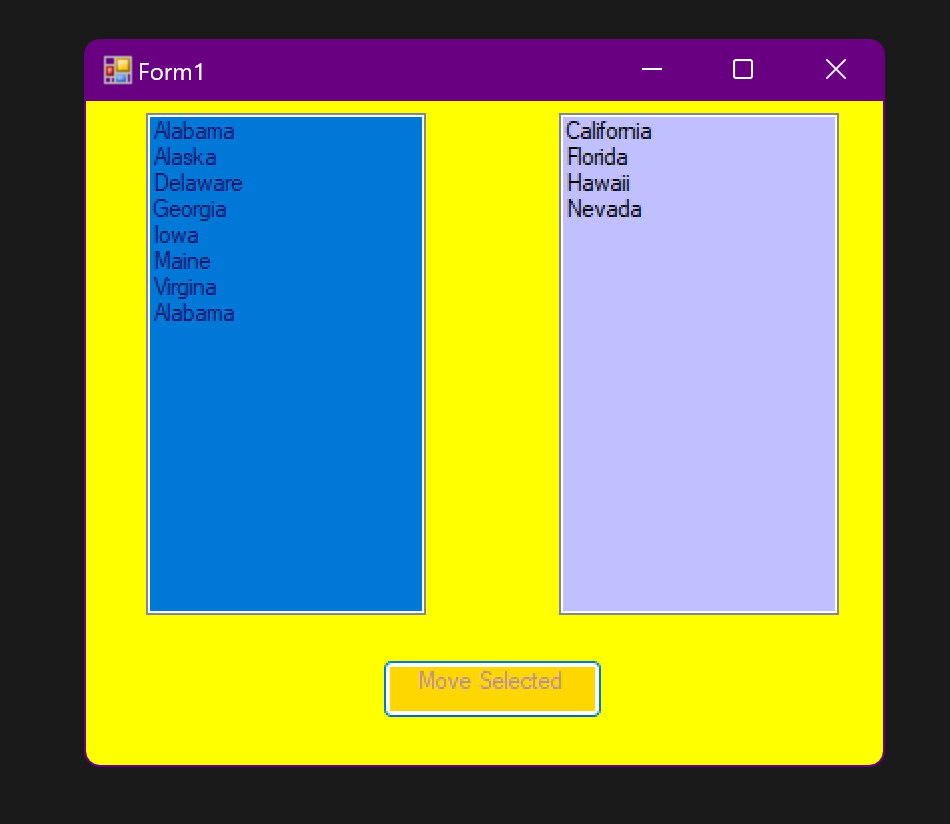 Form1
Alabama
Alaska
Delaware
Georgia
Iowa
Maine
Virgina
Alabama
California
Florida
Hawaii
Nevada
Move Selected